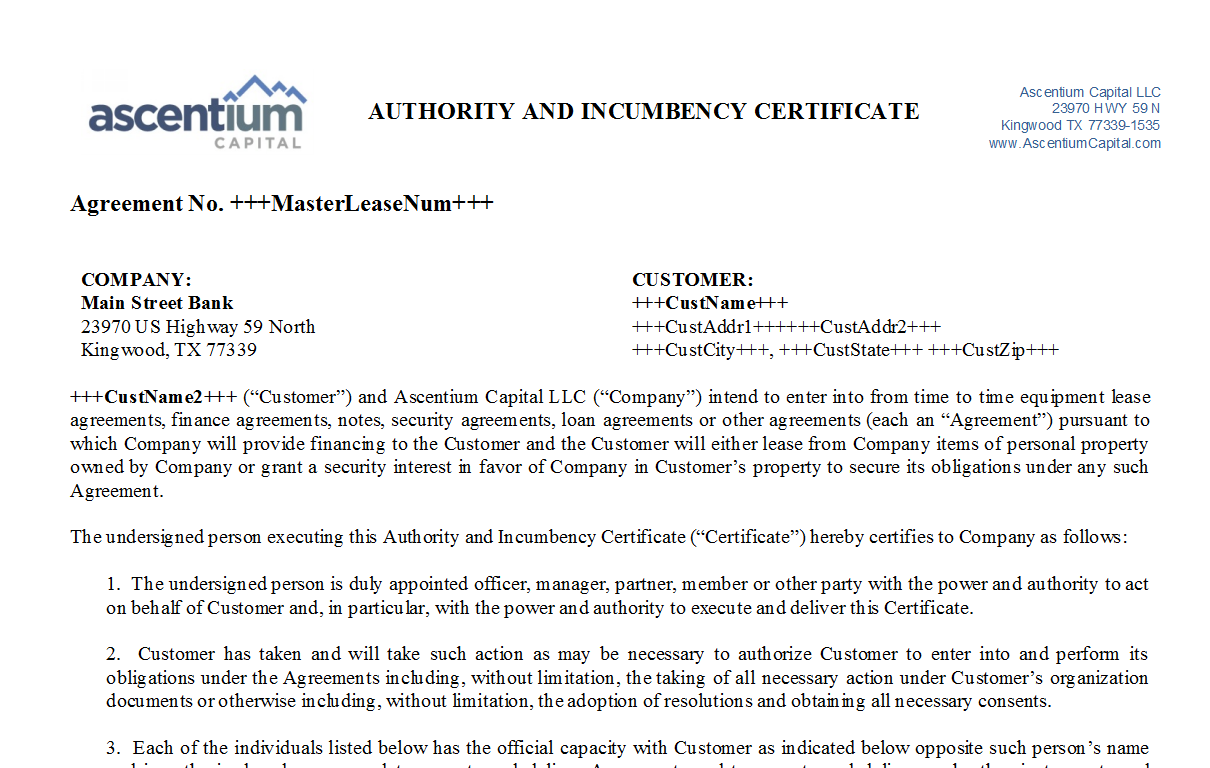 ascentium
CAPITAL
AUTHORITY AND INCUMBENCY CERTIFICATE
Ascentium Capital LLC
23970 HWY 59 N
Kingwood TX 77339-1535
www.AscentiumCapital.com
Agreement No. +++MasterLeaseNum+++
COMPANY:
Main Street Bank
23970 US Highway 59 North
Kingwood, TX 77339
CUSTOMER:
+++CustName+++
+++CustAddr1++++++CustAddr2+++
+++CustCity+++, +++CustState+++ +++CustZip+++
+++CustName2+++ (“Customer”) and Ascentium Capital LLC (“Company”) intend to enter into from time to time equipment lease
agreements, finance agreements, notes, security agreements, loan agreements or other agreements (each an “Agreement”) pursuant to
which Company will provide financing to the Customer and the Customer will either lease from Company items of personal property
owned by Company or grant a security interest in favor of Company in Customer’s property to secure its obligations under any such
Agreement.
The undersigned person executing this Authority and Incumbency Certificate (“Certificate”) hereby certifies to Company as follows:
1. The undersigned person is duly appointed officer, manager, partner, member or other party with the power and authority to act
on behalf of Customer and, in particular, with the power and authority to execute and deliver this Certificate.
2. Customer has taken and will take such action as may be necessary to authorize Customer to enter into and perform its
obligations under the Agreements including, without limitation, the taking of all necessary action under Customer’s organization
documents or otherwise including, without limitation, the adoption of resolutions and obtaining all necessary consents.
3. Each of the individuals listed below has the official capacity with Customer as indicated below opposite such person’s name